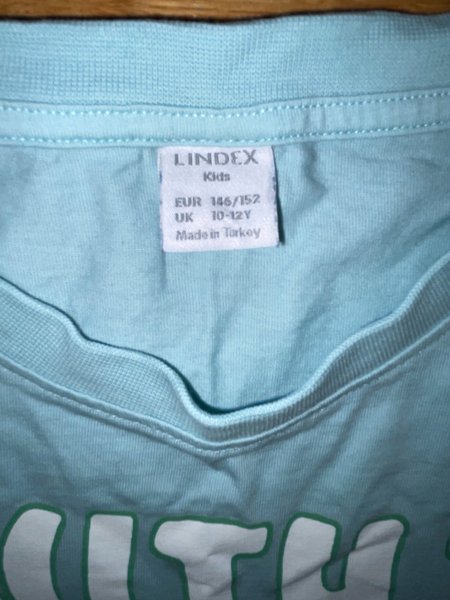 LINDEX
Kids
EUR 146/152
UK 10-12Y
Made in Turkey